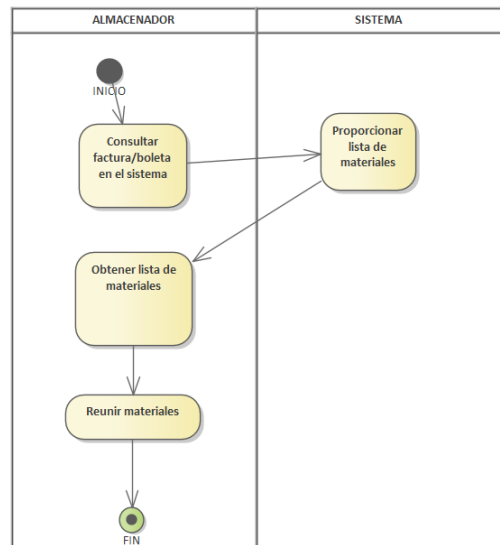 ALMACENADOR
SISTEMA
INICIO
Consultar
factura/boleta
en el sistema
Proporcionar
lista de
materiales
Obtener lista de
materiales
Reunir materiales
FIN